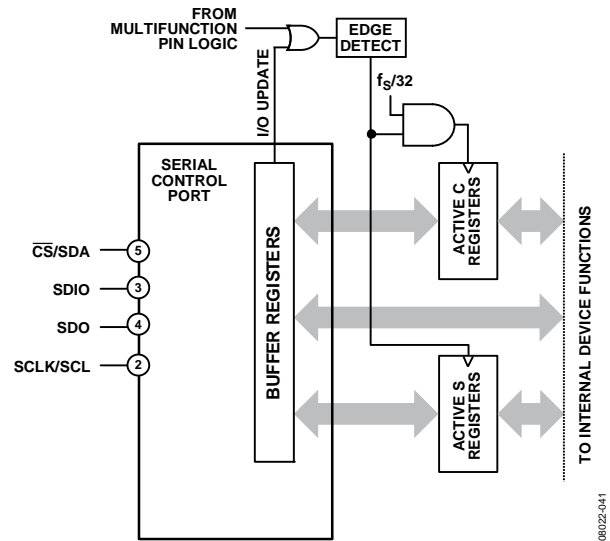 FROM
MULTIFUNCTION
PIN LOGIC
EDGE
DETECT
I/O UPDATE
fS/32
SERIAL
CONTROL
PORT
CS/SDA
5
SDIO
3
SDO
4
SCLK/SCL
2
BUFFER REGISTERS
ACTIVE C
REGISTERS
ACTIVE S
REGISTERS
TO INTERNAL DEVICE FUNCTIONS
08022-041